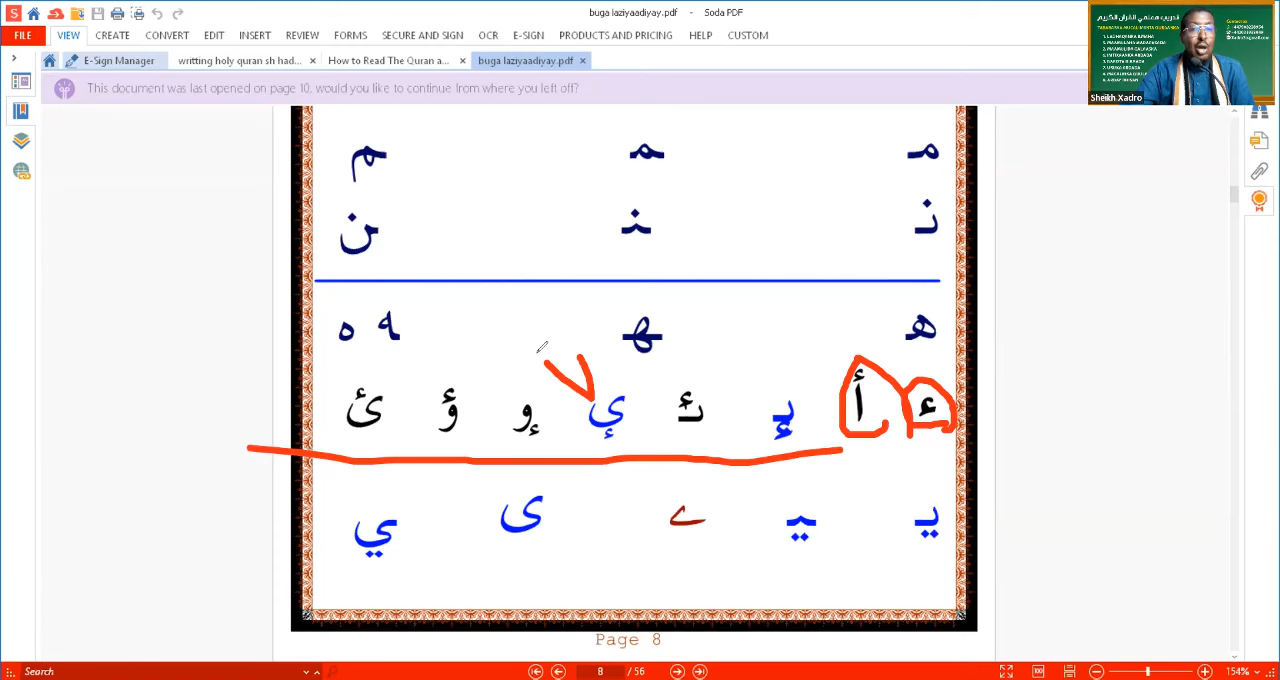 buga laziyaadiyay.pdf - Soda PDF
FILE VIEW CREATE CONVERT EDIT INSERT REVIEW FORMS SECURE AND SIGN OCR E-SIGN PRODUCTS AND PRICING HELP CUSTOM
E-Sign Manager writting holy quran sh had... How to Read The Quran a... buga laziyaadiyay.pdf
This document was last opened on page 10, would you like to continue from where you left off?
Sheikh Xadro
مـ ـمـ ـم
نـ ـنـ ـن
هـ ـهـ ـه ه
ء أ ئ ؤ
يـ ـيـ ے ى ي
Page 8
Search 8 / 56 154%